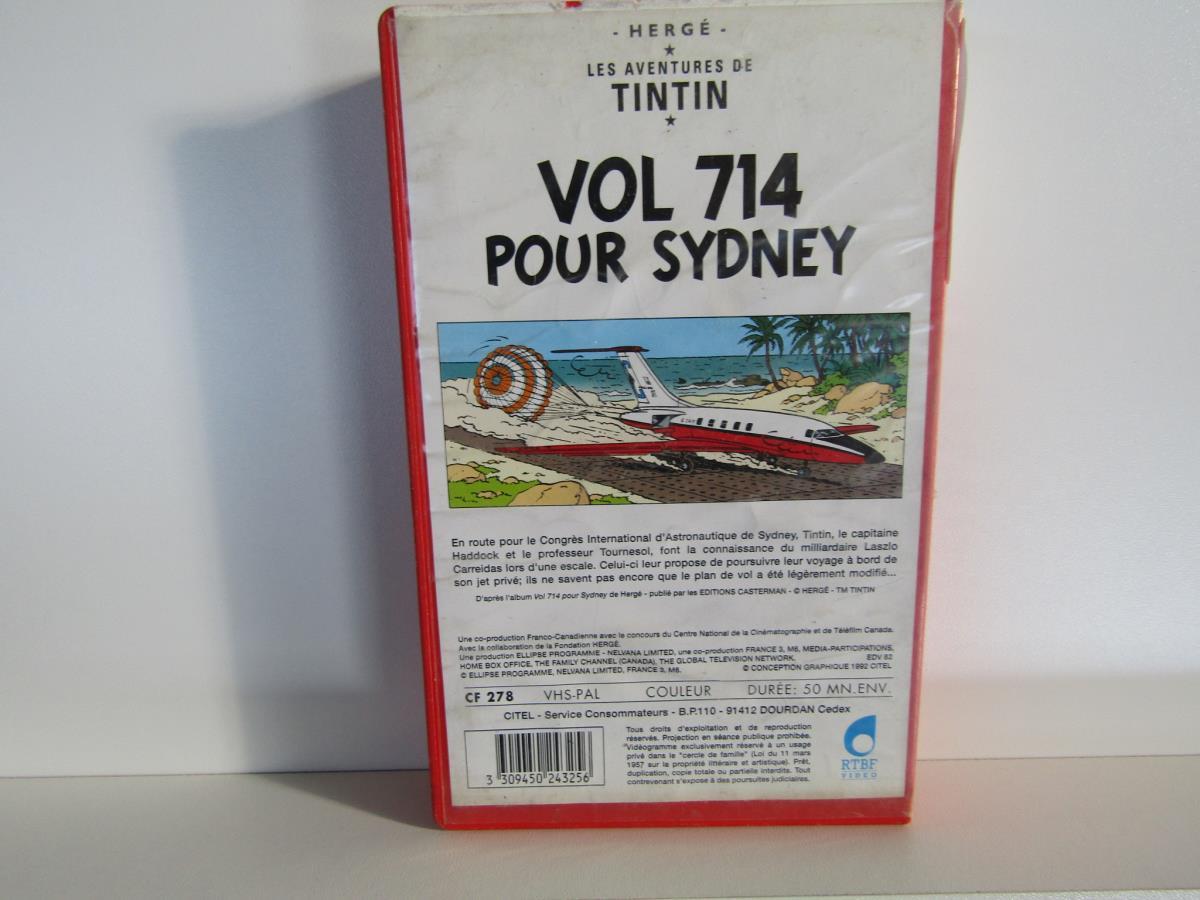 - HERGÉ -
LES AVENTURES DE
TINTIN
VOL 714
POUR SYDNEY
En route pour le Congrès International d'Astronautique de Sydney, Tintin, le capitaine
Haddock et le professeur Tournesol, font la connaissance du milliardaire Laszlo
Carreidas lors d'une escale. Celui-ci leur propose de poursuivre leur voyage à bord de
son jet privé; ils ne savent pas encore que le plan de vol a été légèrement modifié...
D'après l'album Vol 714 pour Sydney de Hergé - publié par les EDITIONS CASTERMAN - © HERGÉ - TM TINTIN
Une co-production Franco-Canadienne avec le concours du Centre National de la Cinématographie et de Téléfilm Canada.
Avec la collaboration de la Fondation HERGÉ.
Une production ELLIPSE PROGRAMME - NELVANA LIMITED, une co-production FRANCE 3, M6, MEDIA-PARTICIPATIONS,
HOME BOX OFFICE, THE FAMILY CHANNEL (CANADA), THE GLOBAL TELEVISION NETWORK. EDV 82
© ELLIPSE PROGRAMME, NELVANA LIMITED, FRANCE 3, M6. © CONCEPTION GRAPHIQUE 1992 CITEL
CF 278 VHS-PAL COULEUR DURÉE: 50 MN.ENV.
CITEL - Service Consommateurs - B.P.110 - 91412 DOURDAN Cedex
Tous droits d'exploitation et de reproduction
réservés. Projection en séance publique prohibée.
"Vidéogramme exclusivement réservé à un usage
privé dans le "cercle de famille" (Loi du 11 mars
1957 sur la propriété littéraire et artistique). Prêt,
duplication, copie totale ou partielle interdits. Tout
contrevenant s'expose à des poursuites judiciaires.
3 309450 243256
RTBF
VIDEO